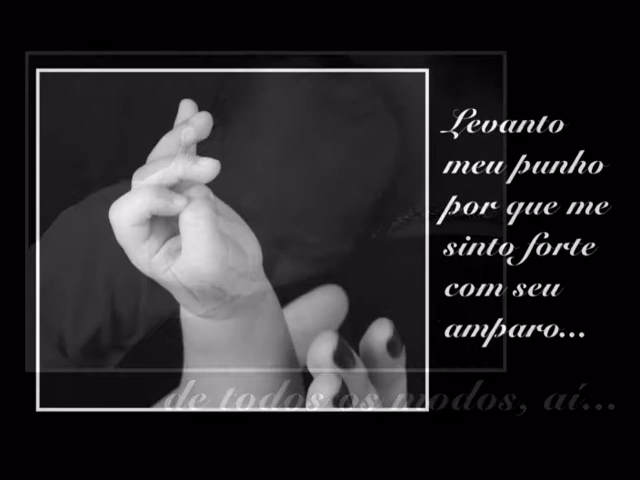 Levanto
meu punho
por que me
sinto forte
com seu
amparo...
de todos os modos, aí...